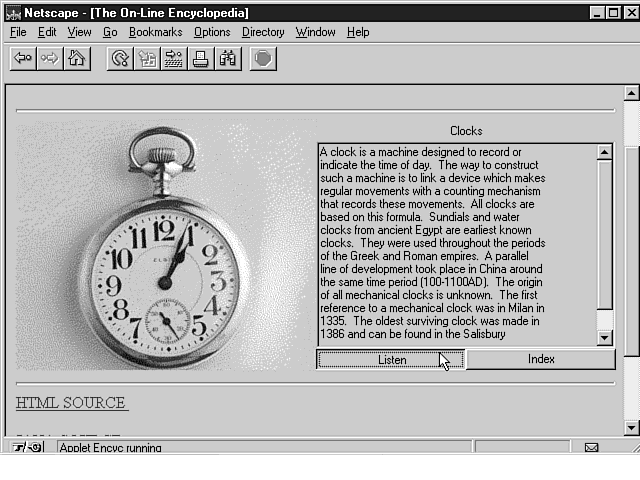 Netscape - [The On-Line Encyclopedia]
File Edit View Go Bookmarks Options Directory Window Help
Clocks
A clock is a machine designed to record or
indicate the time of day. The way to construct
such a machine is to link a device which makes
regular movements with a counting mechanism
that records these movements. All clocks are
based on this formula. Sundials and water
clocks from ancient Egypt are earliest known
clocks. They were used throughout the periods
of the Greek and Roman empires. A parallel
line of development took place in China around
the same time period (100-1100AD). The origin
of all mechanical clocks is unknown. The first
reference to a mechanical clock was in Milan in
1335. The oldest surviving clock was made in
1386 and can be found in the Salisbury
12
11
10
9
8
7
5
4
3
2
60
10
20
30
40
50
Listen Index
HTML SOURCE
Applet Encyc running